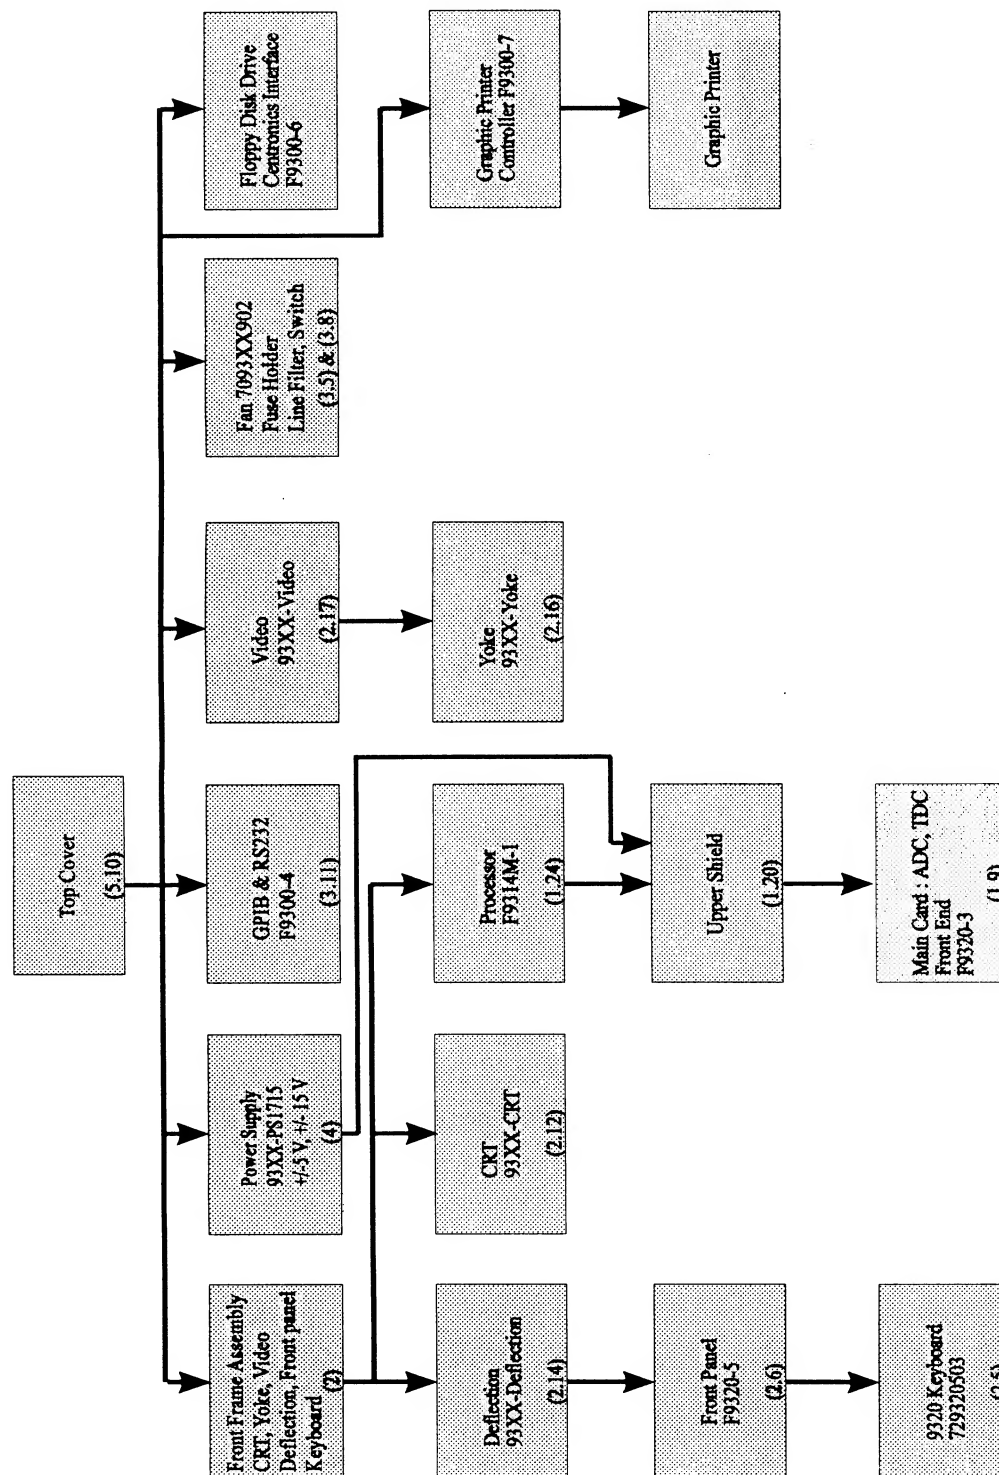 Top Cover
(5.10)
Front Frame Assembly
CRT, Yoke, Video
Deflection, Front panel
Keyboard
(2)
Power Supply
93XX-PS1715
+/-5 V, +/- 15 V
(4)
GPIB & RS232
F9300-4
(3.11)
Video
93XX-Video
(2.17)
Fan 7093XX902
Fuse Holder
Line Filter, Switch
(3.5) & (3.8)
Floppy Disk Drive
Centronics Interface
F9300-6
Deflection
93XX-Deflection
(2.14)
CRT
93XX-CRT
(2.12)
Processor
F9314M-1
(1.24)
Yoke
93XX-Yoke
(2.16)
Graphic Printer
Controller F9300-7
Front Panel
F9320-5
(2.6)
Upper Shield
(1.20)
Graphic Printer
9320 Keyboard
729320503
(2.5)
Main Card : ADC, TDC
Front End
F9320-3
(1.9)